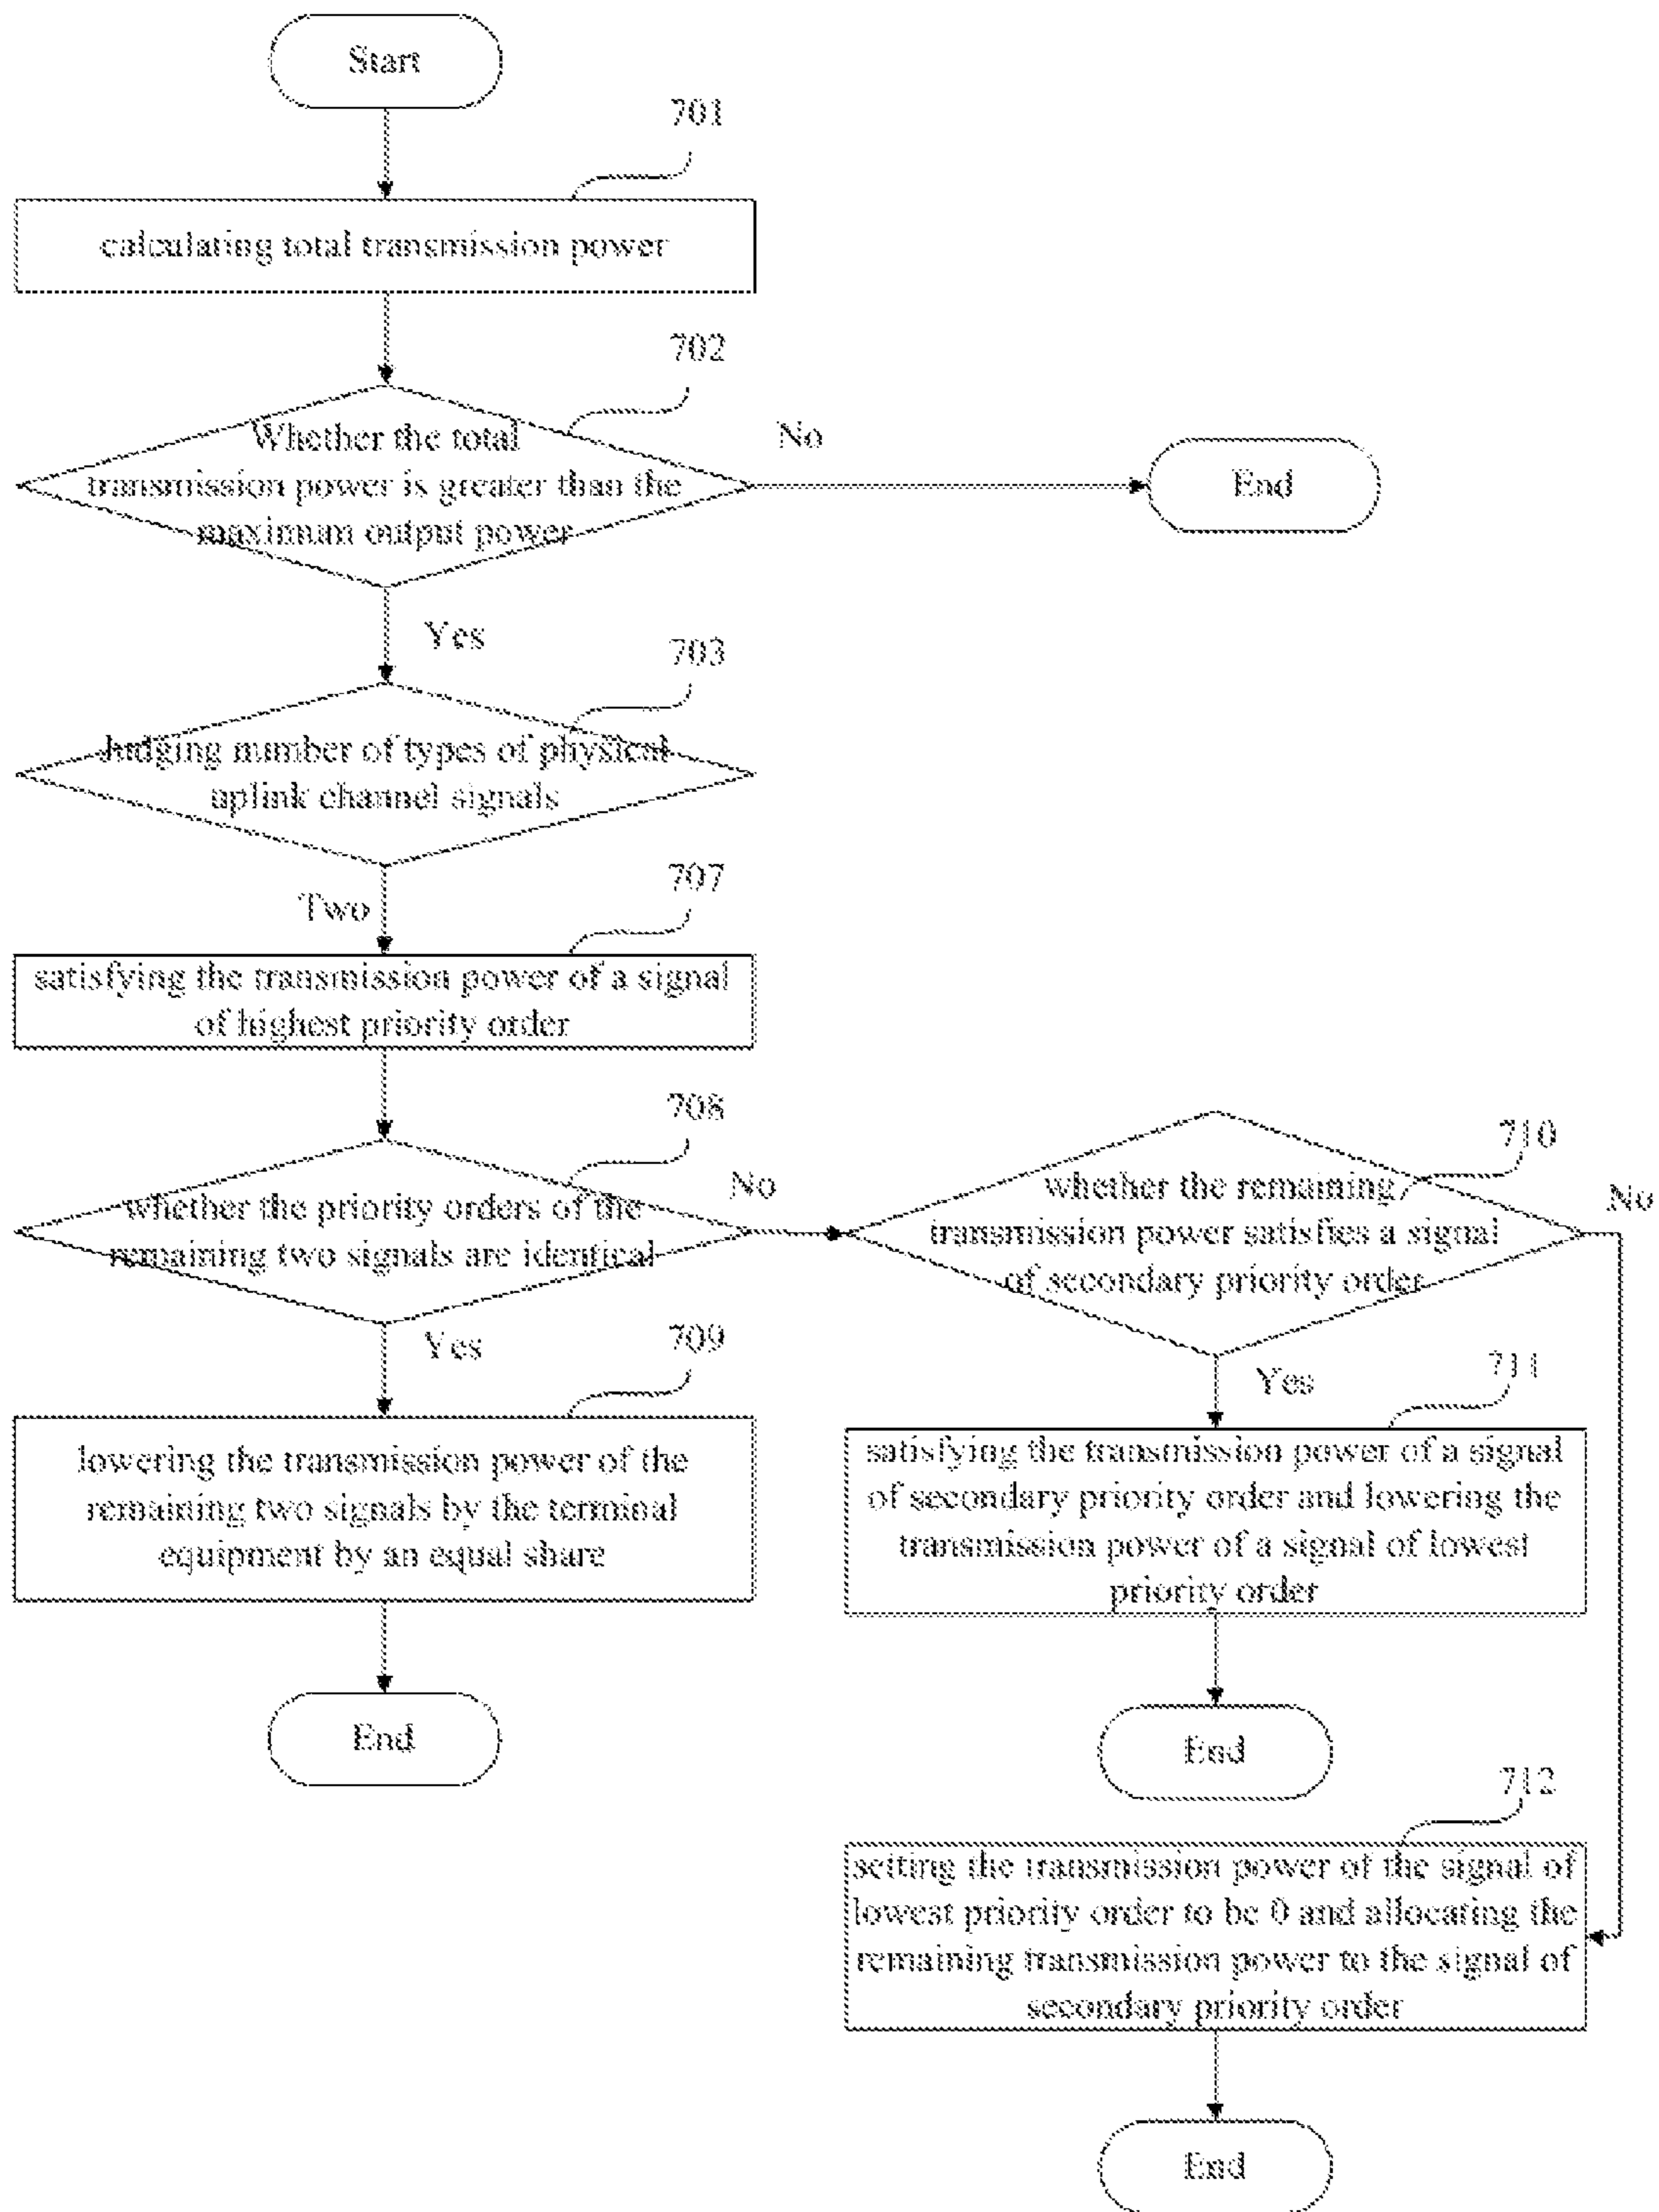 Start
701
calculating total transmission power
702
Whether the total
transmission power is greater than the
maximum output power
No
End
Yes
703
Judging number of types of physical
uplink channel signals
707
Two
satisfying the transmission power of a signal
of highest priority order
708
whether the priority orders of the
remaining two signals are identical
No
710
whether the remaining
transmission power satisfies a signal
of secondary priority order
No
Yes
709
lowering the transmission power of the
remaining two signals by the terminal
equipment by an equal share
End
Yes
711
satisfying the transmission power of a signal
of secondary priority order and lowering the
transmission power of a signal of lowest
priority order
End
712
setting the transmission power of the signal of
lowest priority order to be 0 and allocating the
remaining transmission power to the signal of
secondary priority order
End